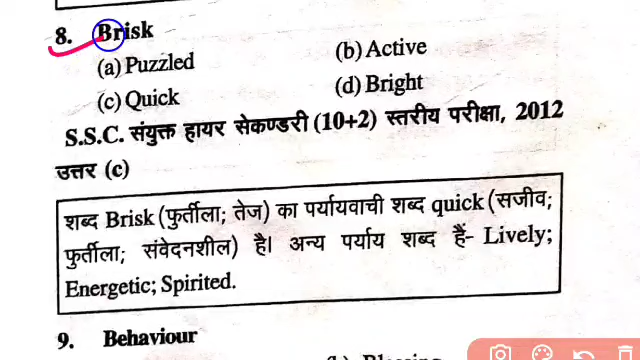 8. Brisk
(a) Puzzled (b) Active
(c) Quick (d) Bright
S.S.C. संयुक्त हायर सेकण्डरी (10+2) स्तरीय परीक्षा, 2012
उत्तर (c)
शब्द Brisk (फुर्तीला; तेज) का पर्यायवाची शब्द quick (सजीव;
फुर्तीला; संवेदनशील) है। अन्य पर्याय शब्द हैं- Lively;
Energetic; Spirited.
9. Behaviour